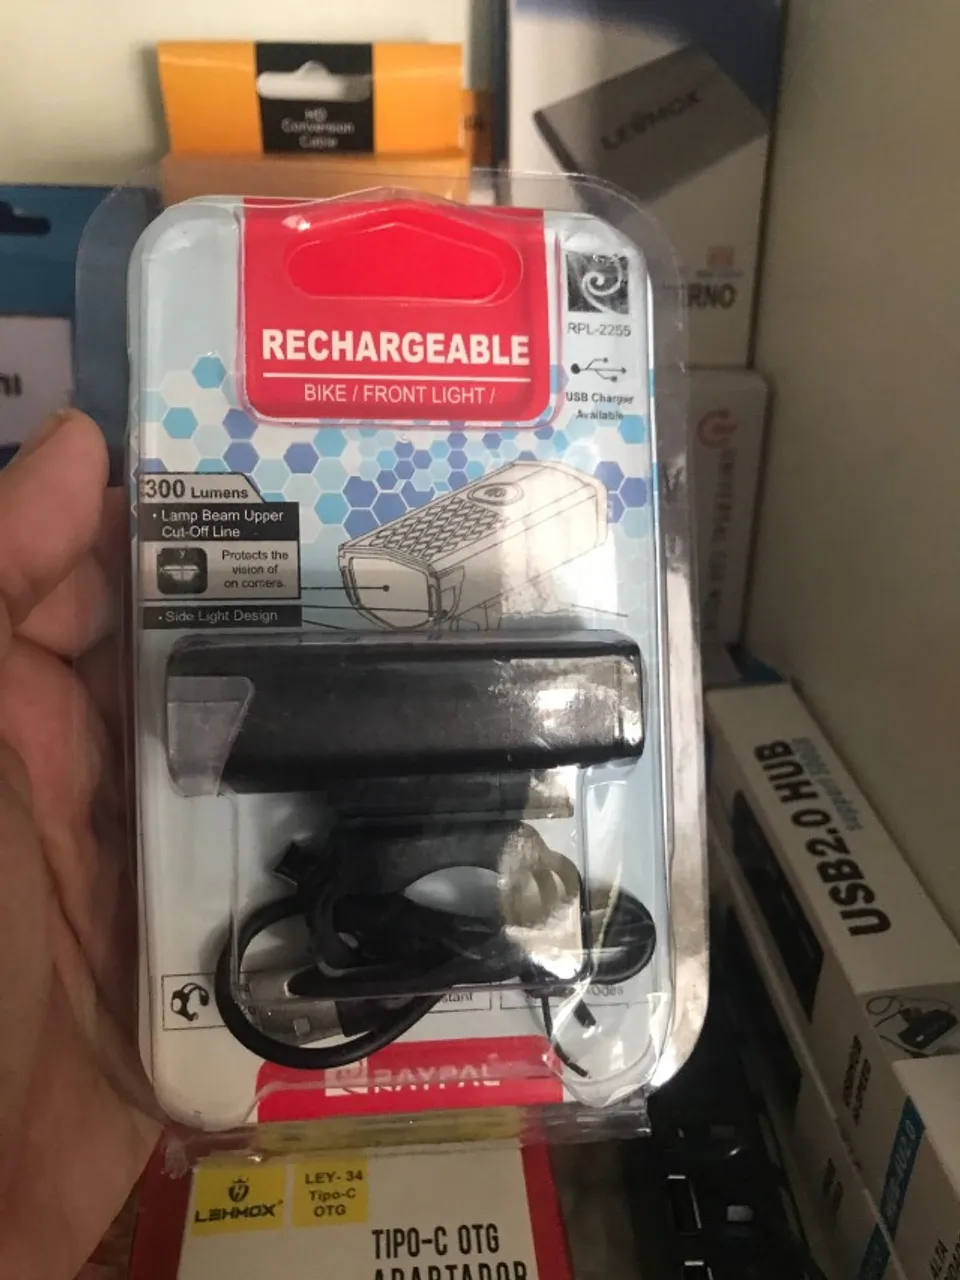 HD
Conversion
Cable
LEHMOX
RECHARGEABLE
BIKE / FRONT LIGHT /
RPL-2255
USB Charger
Available
300 Lumens
• Lamp Beam Upper
Cut-Off Line
Protects the
vision of
on comers.
• Side Light Design
RAYPAL
LEHMOX
LEY- 34
Tipo-C
OTG
TIPO-C OTG
ADAPTADOR
USB2.0 HUB